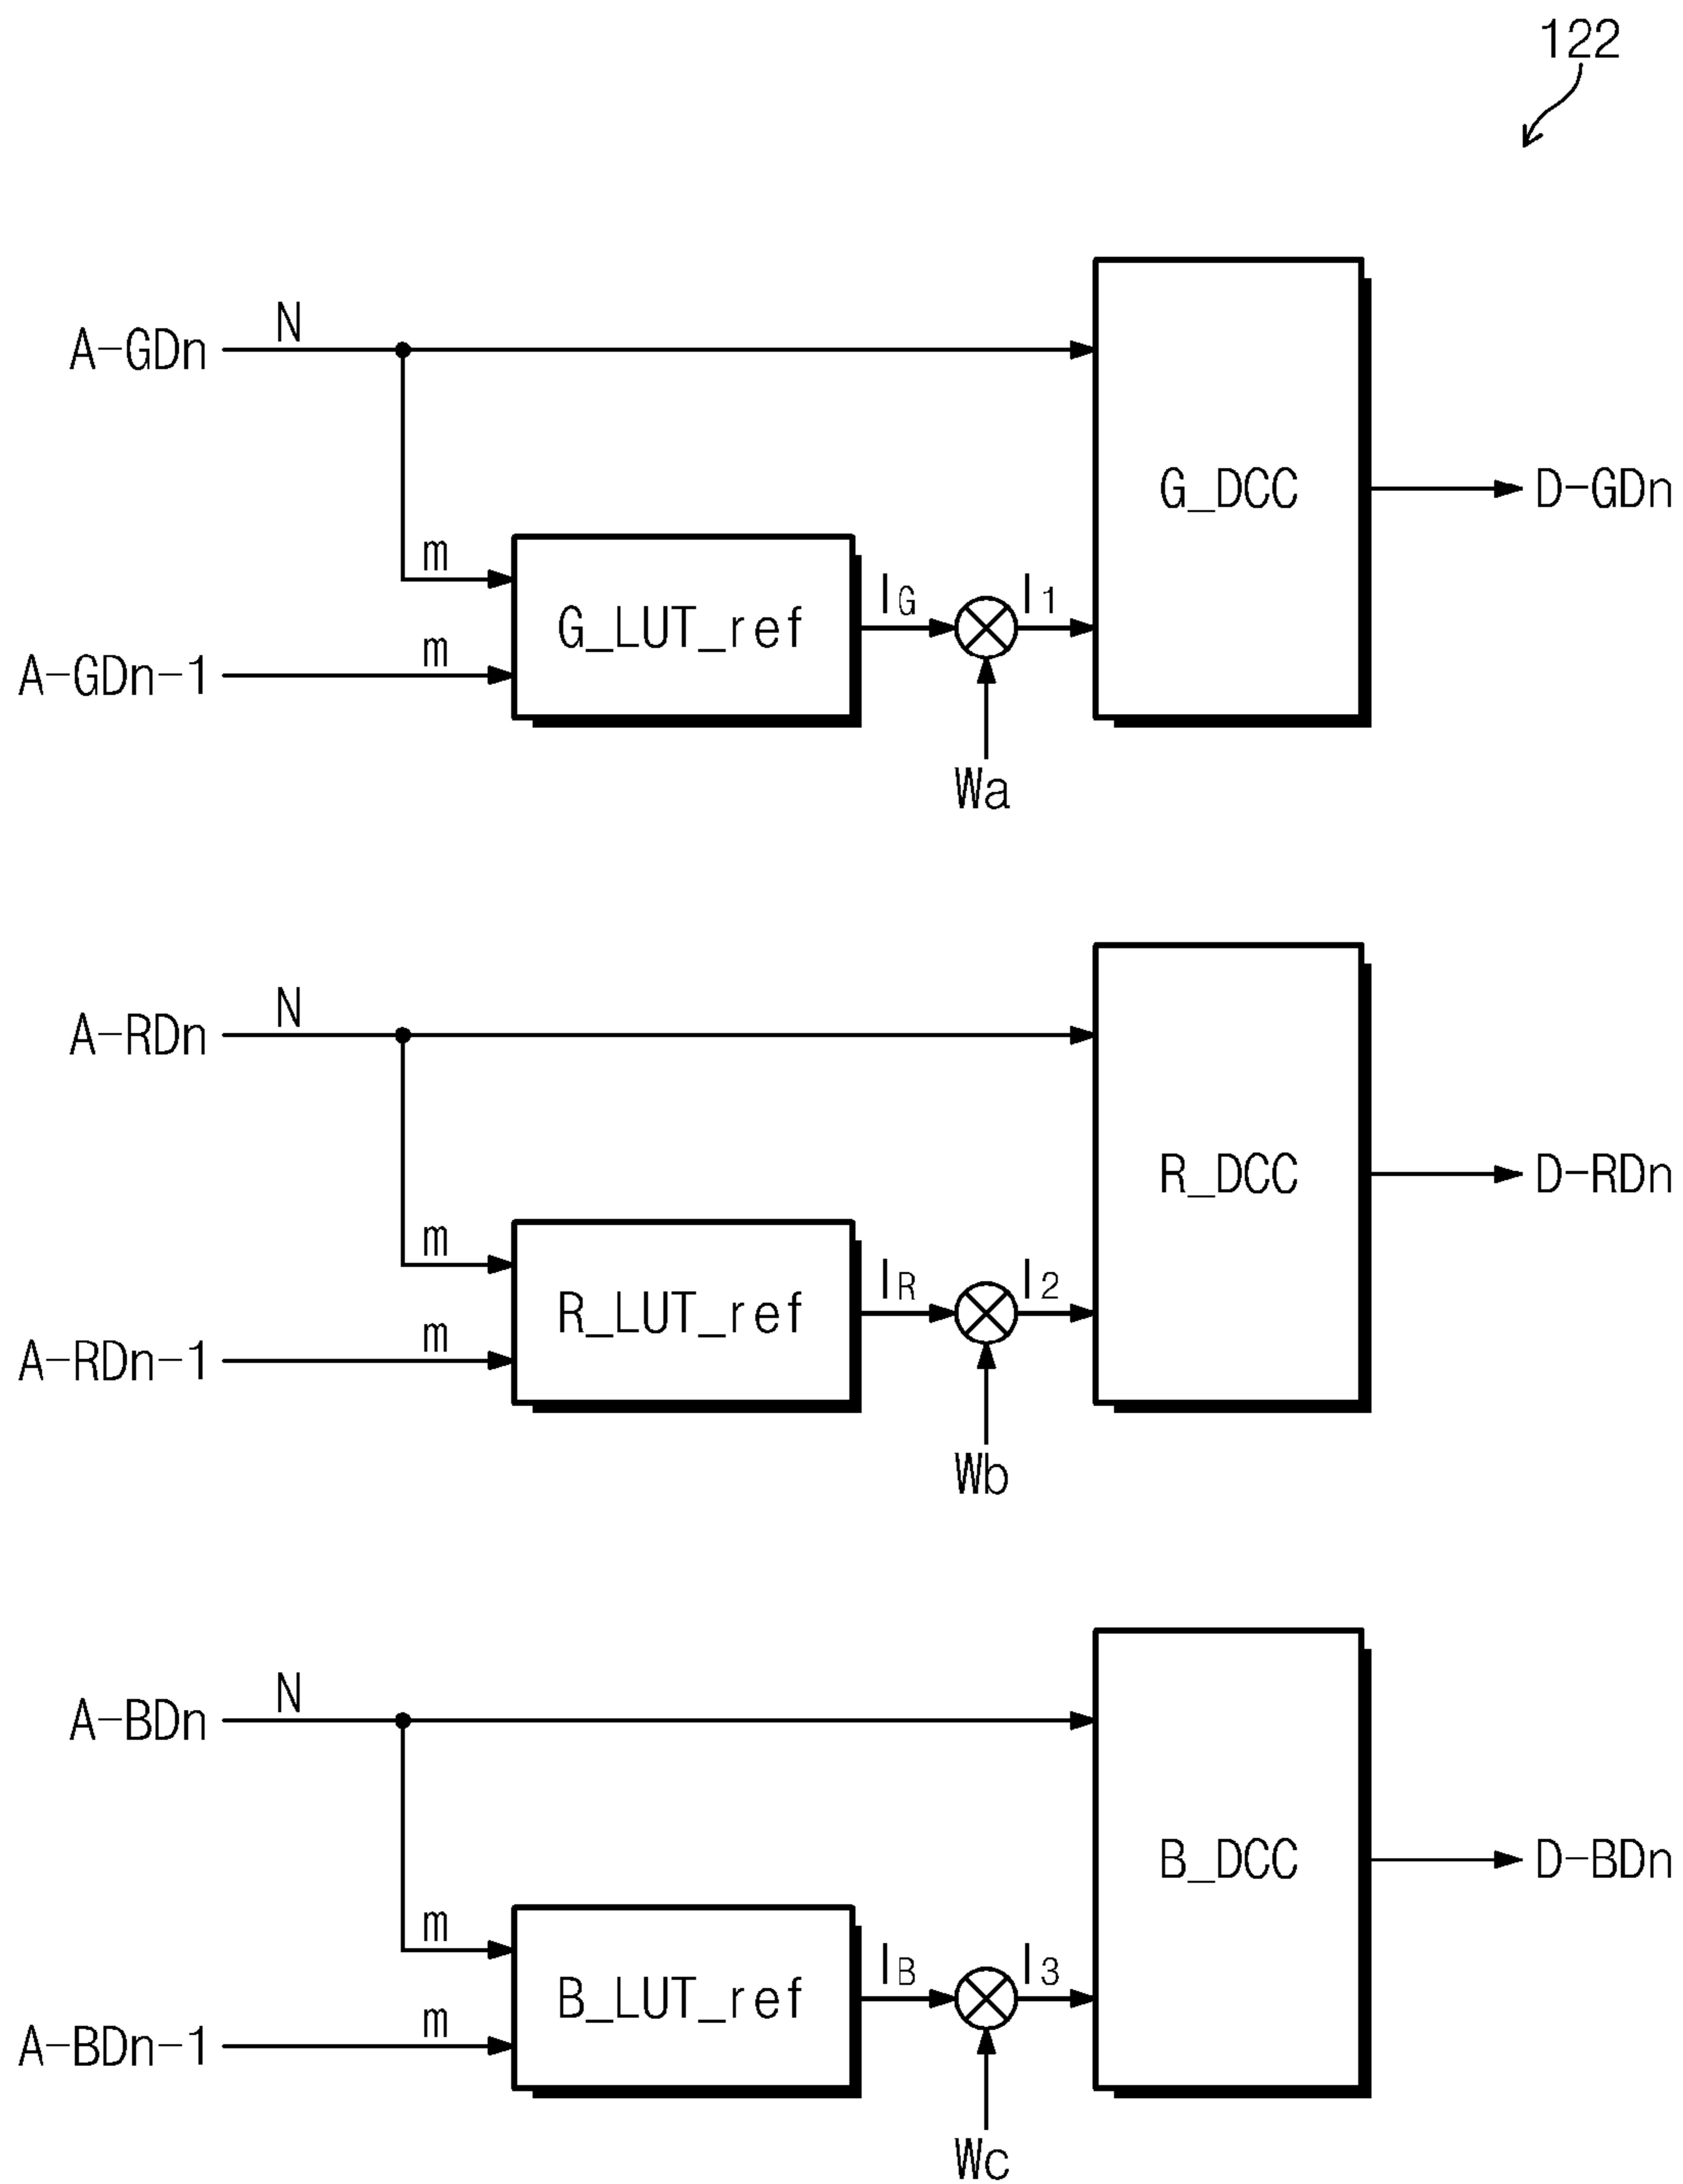 122
N
A-GDn
G_DCC
D-GDn
m
G_LUT_ref
IG
I1
m
A-GDn-1
Wa
N
A-RDn
R_DCC
D-RDn
m
R_LUT_ref
IR
I2
m
A-RDn-1
Wb
N
A-BDn
B_DCC
D-BDn
m
B_LUT_ref
IB
I3
m
A-BDn-1
Wc